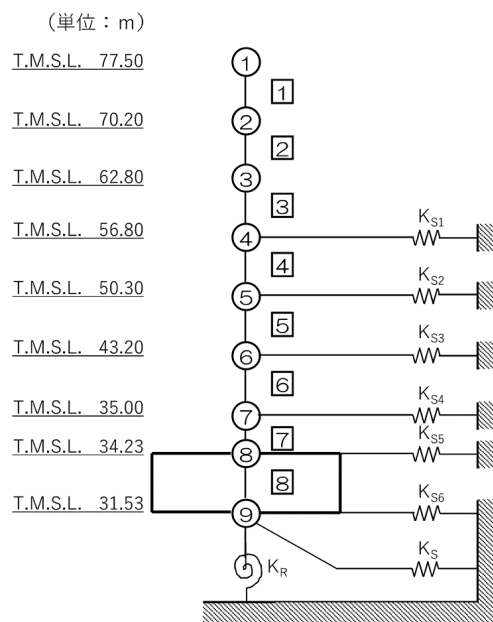 （単位：m）
T.M.S.L. 77.50
1
1
T.M.S.L. 70.20
2
2
T.M.S.L. 62.80
3
3
T.M.S.L. 56.80
4
KS1
4
T.M.S.L. 50.30
5
KS2
5
T.M.S.L. 43.20
6
KS3
6
T.M.S.L. 35.00
7
KS4
7
T.M.S.L. 34.23
8
KS5
8
T.M.S.L. 31.53
9
KS6
KS
KR